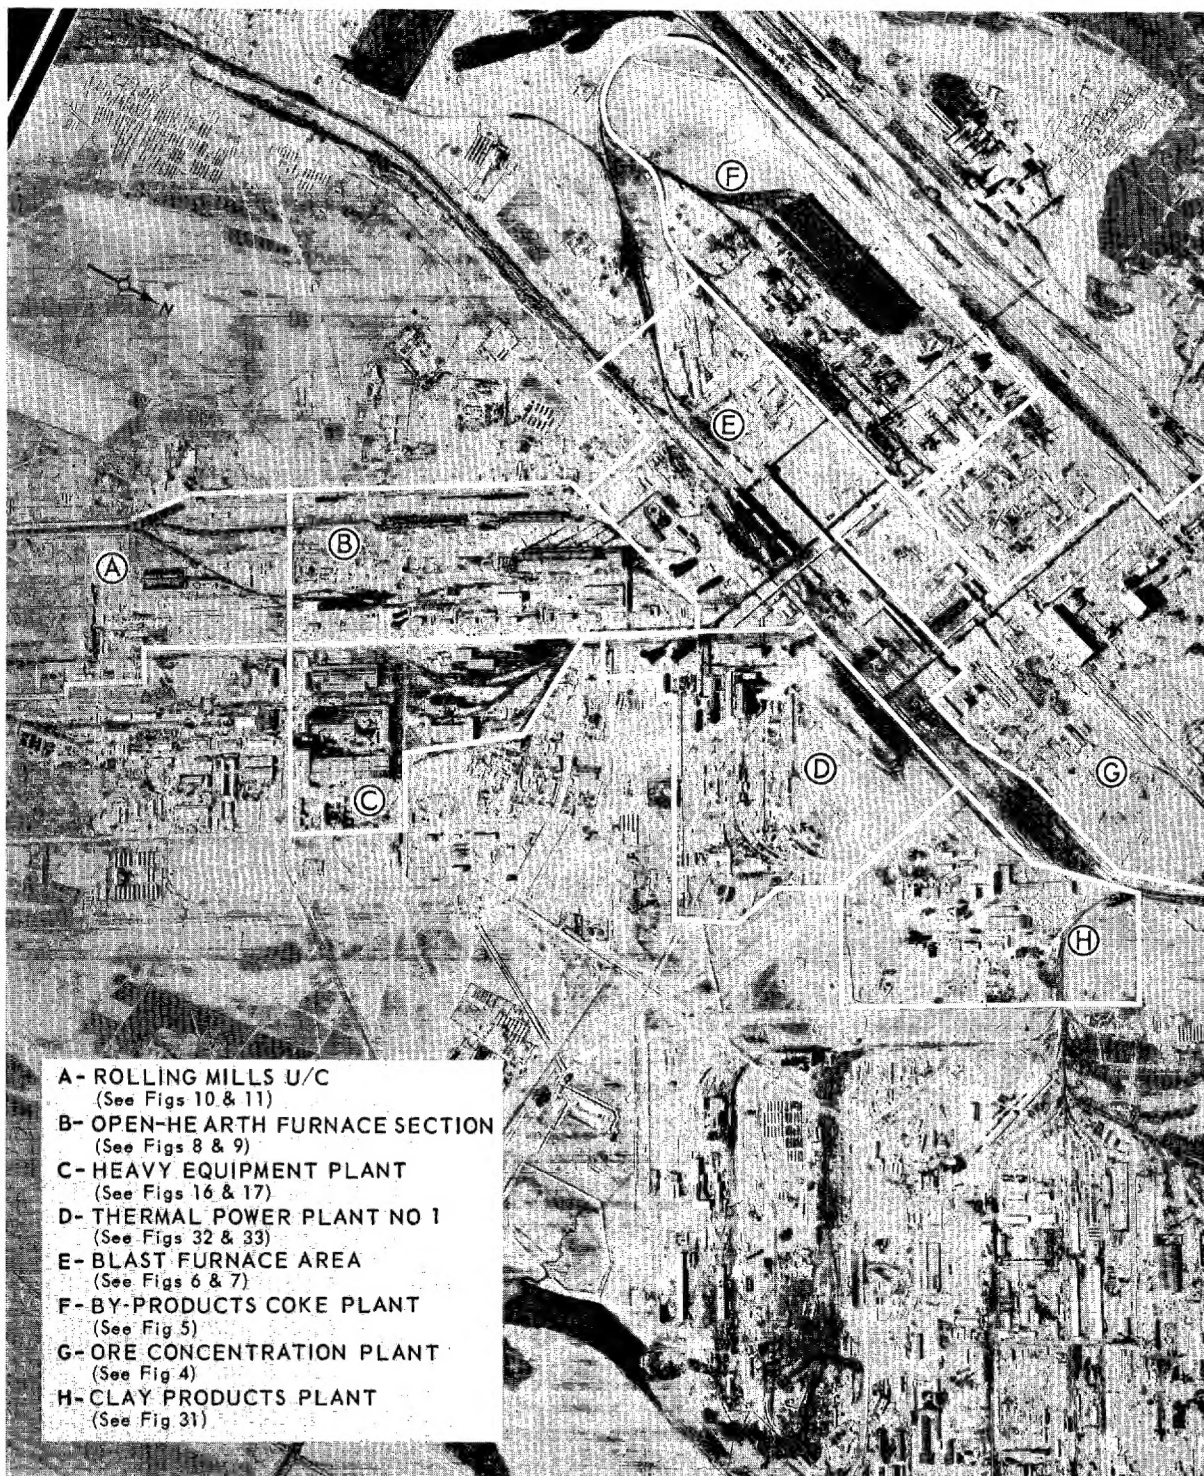 F
N
E
A
B
D
G
C
H
A- ROLLING MILLS U/C
(See Figs 10 & 11)
B- OPEN-HEARTH FURNACE SECTION
(See Figs 8 & 9)
C- HEAVY EQUIPMENT PLANT
(See Figs 16 & 17)
D- THERMAL POWER PLANT NO 1
(See Figs 32 & 33)
E- BLAST FURNACE AREA
(See Figs 6 & 7)
F- BY-PRODUCTS COKE PLANT
(See Fig 5)
G- ORE CONCENTRATION PLANT
(See Fig 4)
H- CLAY PRODUCTS PLANT
(See Fig 31)